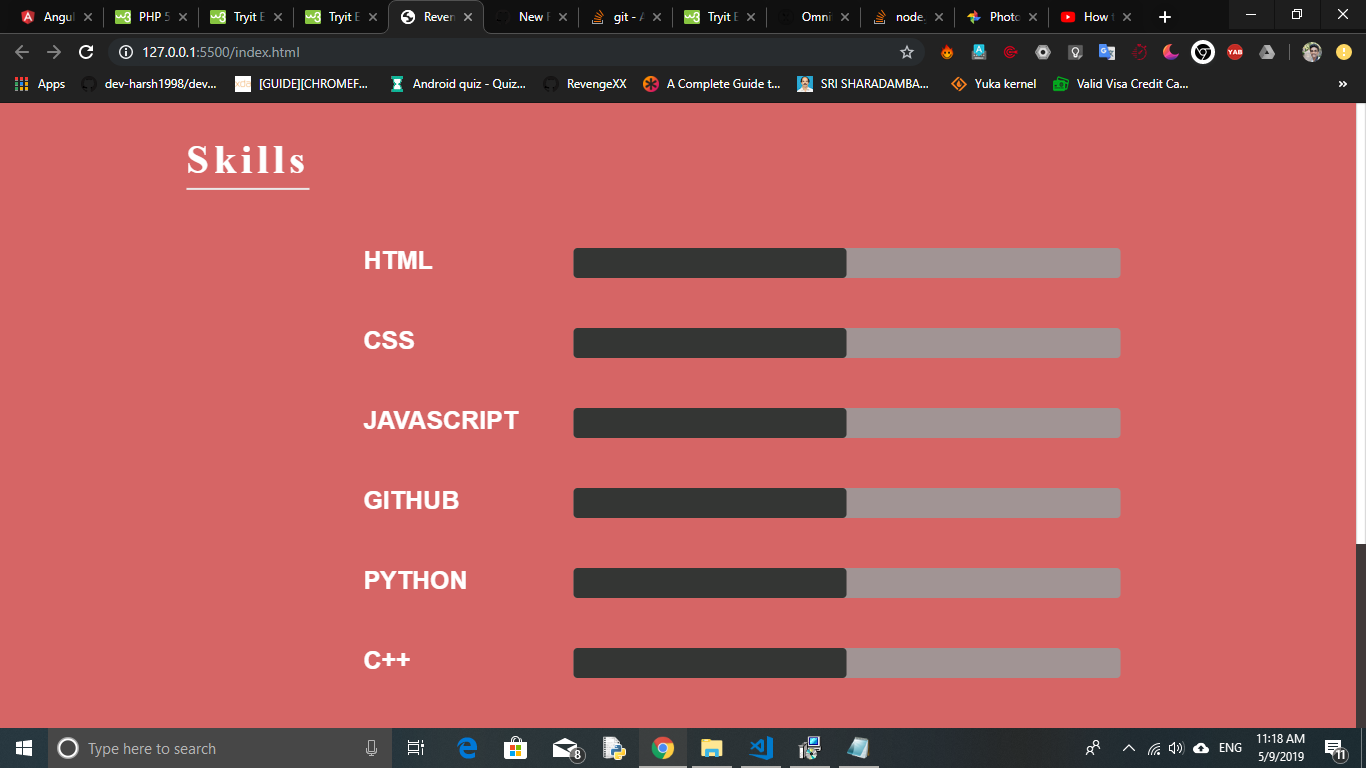 Angul
PHP 5
Tryit E
Tryit E
Reven
New F
git - A
Tryit E
Omni
node.
Photo
How t
127.0.0.1:5500/index.html
YAB
Apps
dev-harsh1998/dev...
xda
[GUIDE][CHROMEF...
Android quiz - Quiz...
RevengeXX
A Complete Guide t...
SRI SHARADAMBA...
Yuka kernel
Valid Visa Credit Ca...
»
Skills
HTML
CSS
JAVASCRIPT
GITHUB
PYTHON
C++
Type here to search
8
ENG
11:18 AM
5/9/2019
11